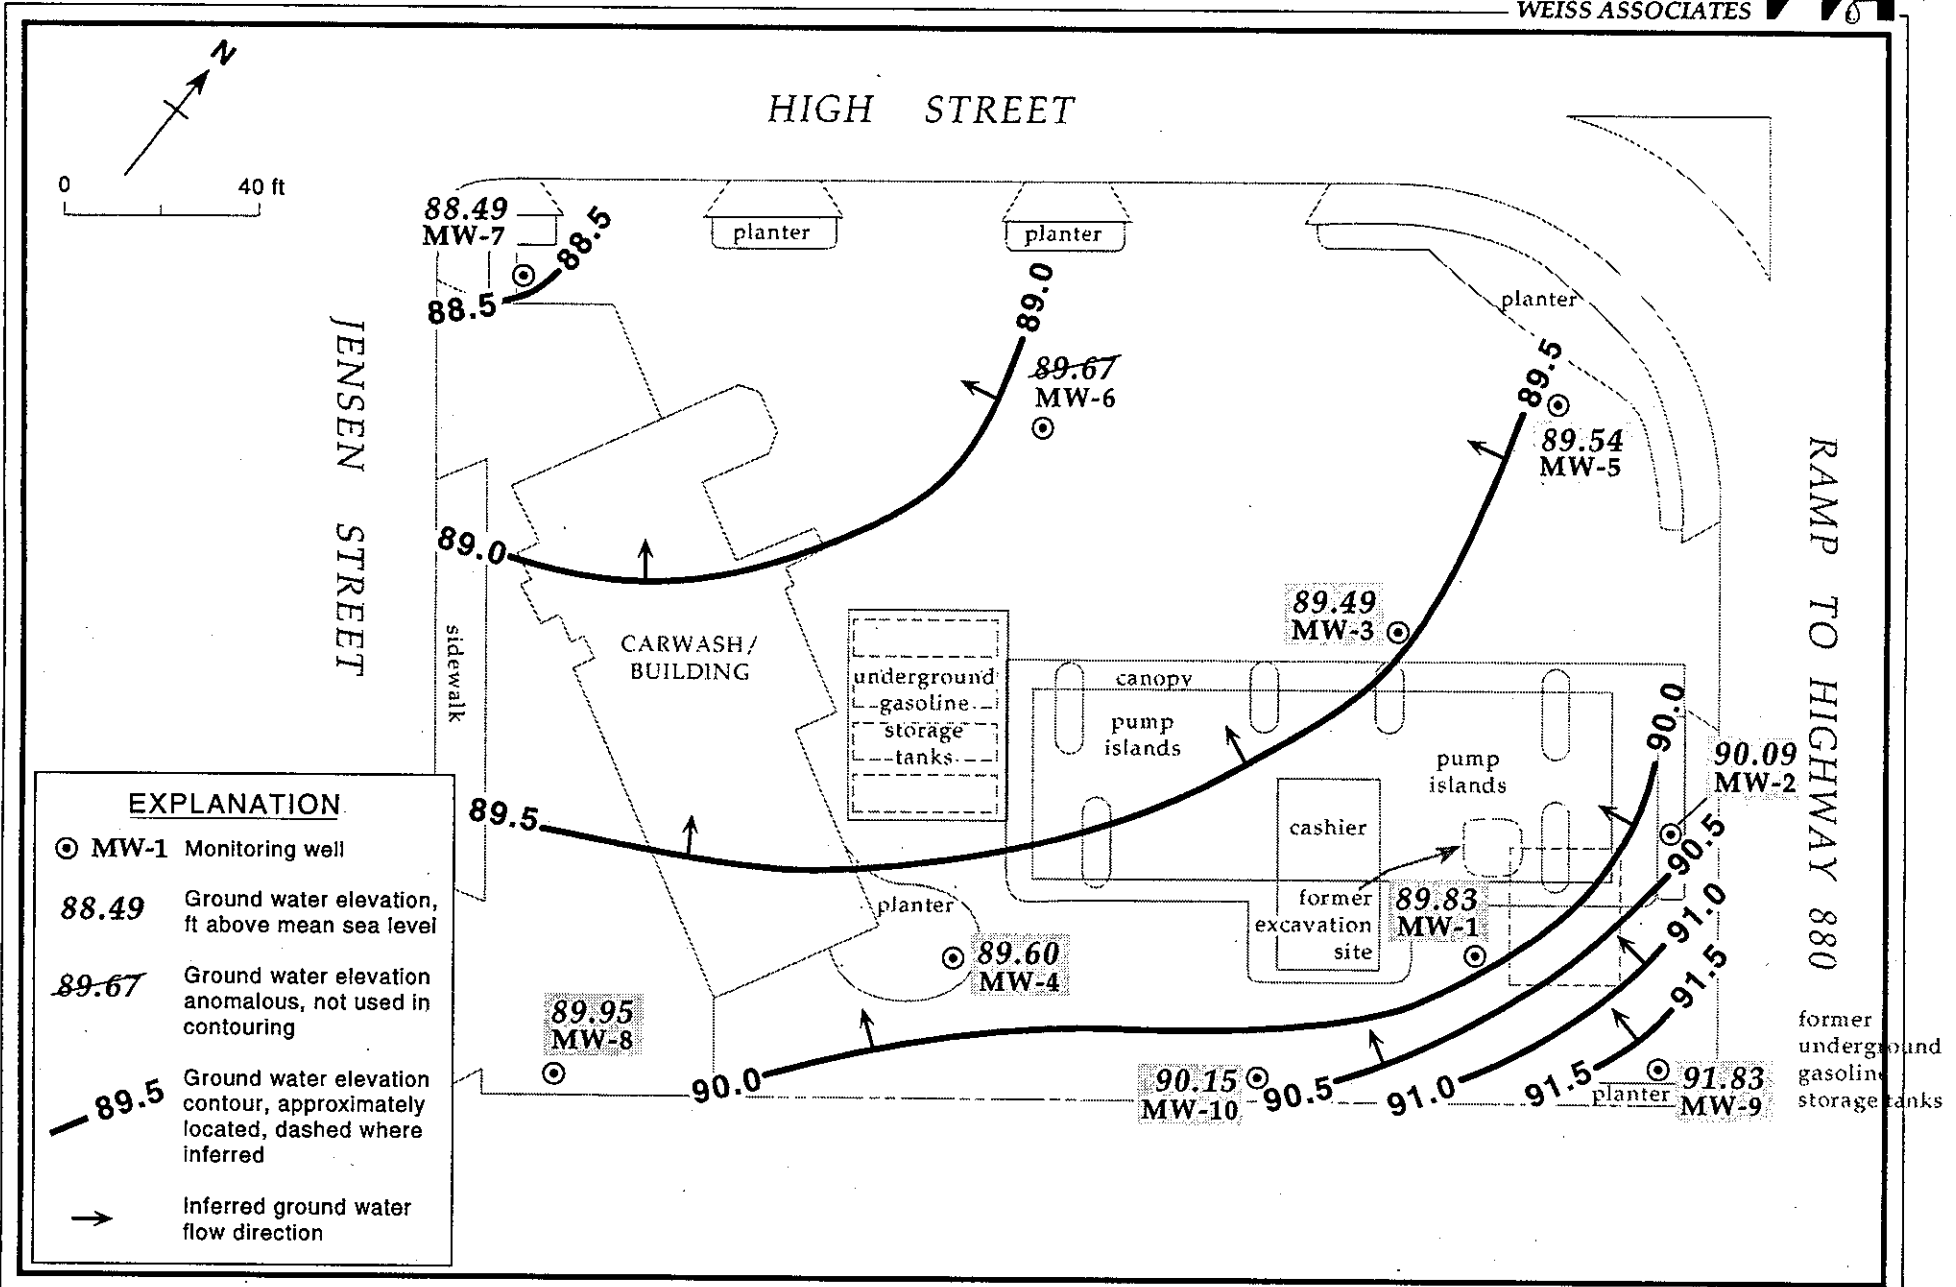 WEISS ASSOCIATES
N
0 40 ft
HIGH STREET
88.49
MW-7
88.5
88.5
planter
planter
planter
89.0
89.67
MW-6
89.5
89.54
MW-5
JENSEN STREET
RAMP TO HIGHWAY 880
89.0
sidewalk
CARWASH/
BUILDING
underground
gasoline
storage
tanks
89.49
MW-3
canopy
pump
islands
pump
islands
90.0
90.09
MW-2
89.5
cashier
90.5
former
excavation
site
89.83
MW-1
91.0
91.5
planter
89.60
MW-4
89.95
MW-8
90.0
90.15
MW-10
90.5
91.0
91.5
planter
91.83
MW-9
former
underground
gasoline
storage tanks
EXPLANATION
MW-1 Monitoring well
88.49 Ground water elevation,
ft above mean sea level
89.67 Ground water elevation
anomalous, not used in
contouring
89.5 Ground water elevation
contour, approximately
located, dashed where
inferred
Inferred ground water
flow direction